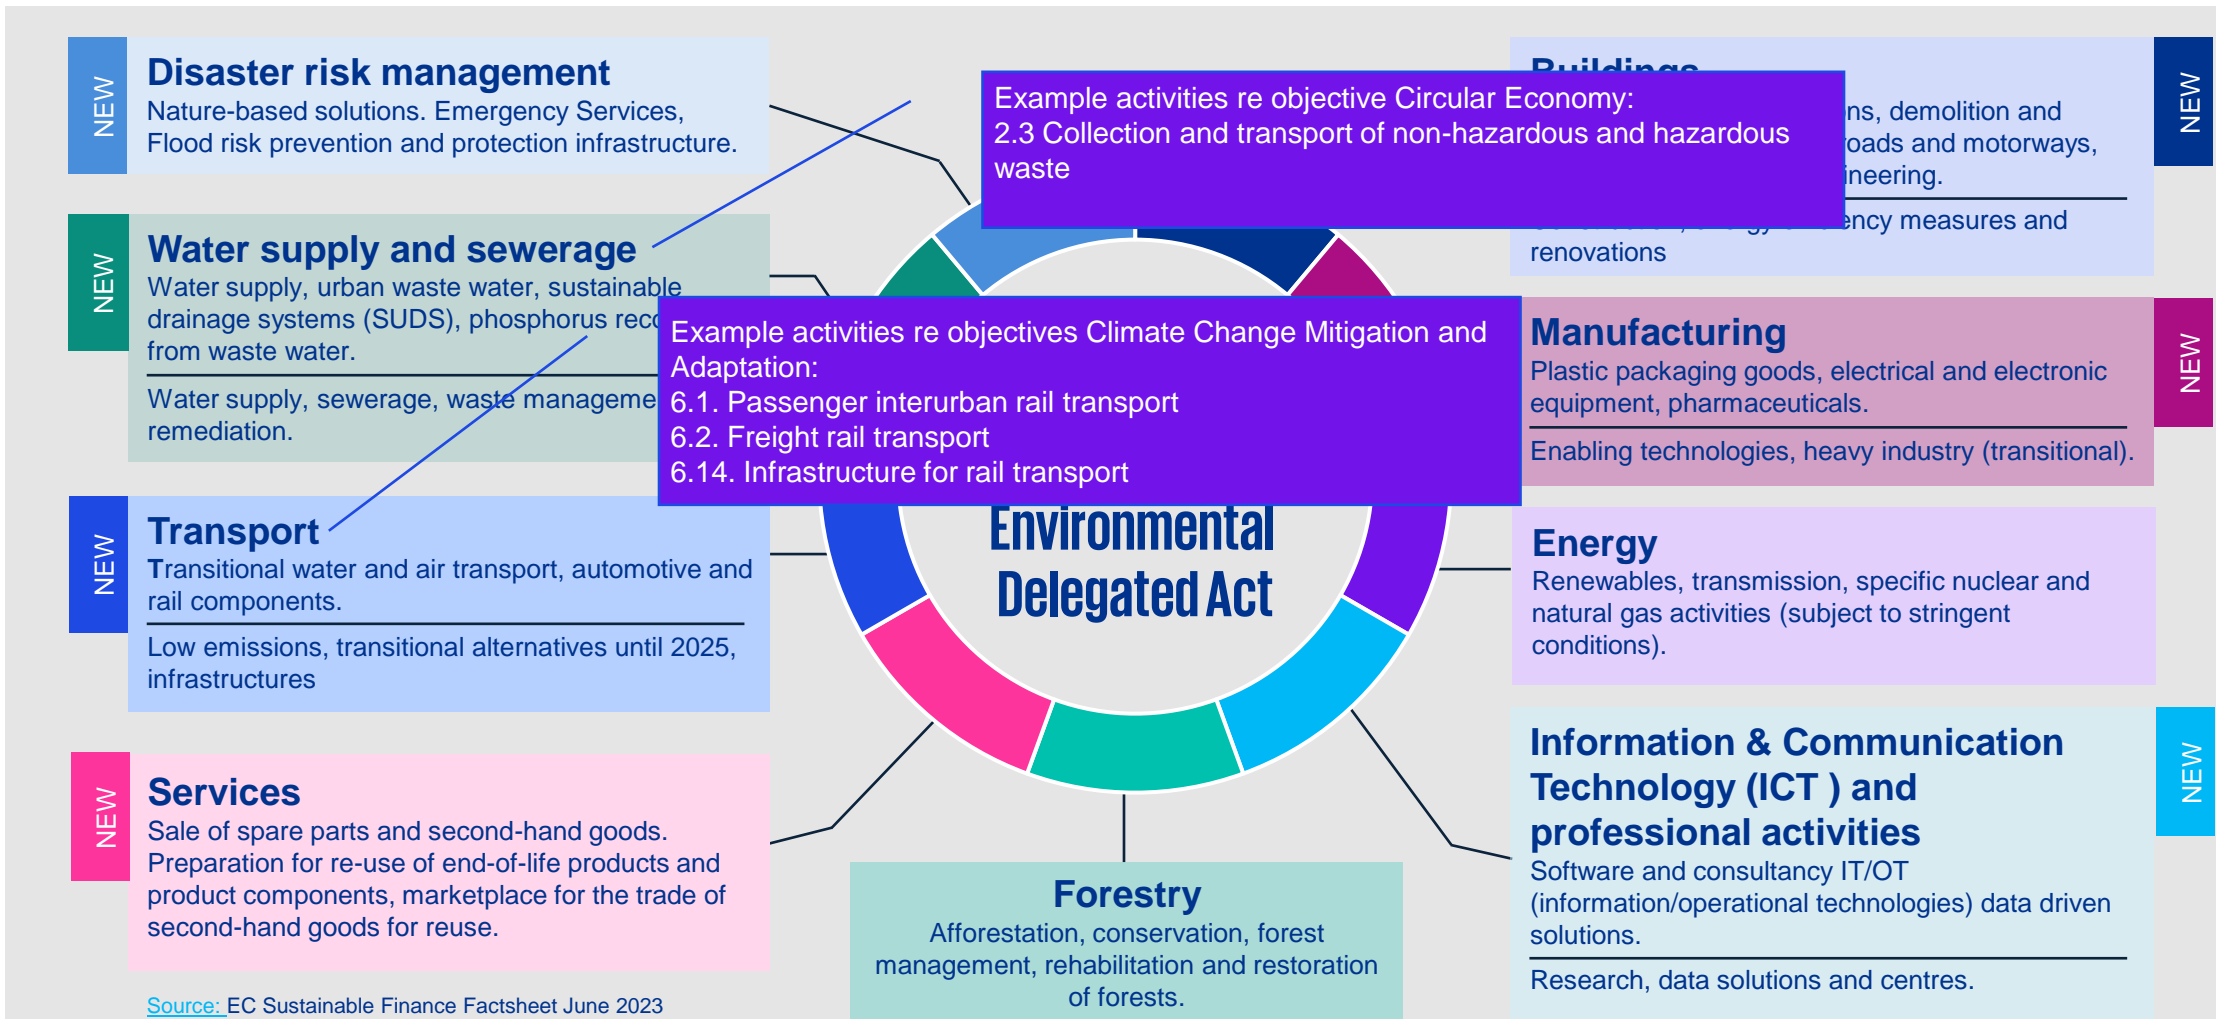 NEW
Disaster risk management
Nature-based solutions. Emergency Services,
Flood risk prevention and protection infrastructure.
NEW
Water supply and sewerage
Water supply, urban waste water, sustainable
drainage systems (SUDS), phosphorus
from waste water.
Water supply, sewerage, waste
remediation.
NEW
Transport
Transitional water and air transport, automotive and
rail components.
Low emissions, transitional alternatives until 2025,
infrastructures
NEW
Services
Sale of spare parts and second-hand goods.
Preparation for re-use of end-of-life products and
product components, marketplace for the trade of
second-hand goods for reuse.
Source: EC Sustainable Finance Factsheet June 2023
Example activities re objective Circular Economy:
2.3 Collection and transport of non-hazardous and hazardous
waste
Example activities re objectives Climate Change Mitigation and
Adaptation:
6.1. Passenger interurban rail transport
6.2. Freight rail transport
6.14. Infrastructure for rail transport
Environmental
Delegated Act
Forestry
Afforestation, conservation, forest
management, rehabilitation and restoration
of forests.
NEW
Buildings
demolition and
roads and motorways,
measures and
renovations
NEW
Manufacturing
Plastic packaging goods, electrical and electronic
equipment, pharmaceuticals.
Enabling technologies, heavy industry (transitional).
Energy
Renewables, transmission, specific nuclear and
natural gas activities (subject to stringent
conditions).
NEW
Information & Communication
Technology (ICT ) and
professional activities
Software and consultancy IT/OT
(information/operational technologies) data driven
solutions.
Research, data solutions and centres.